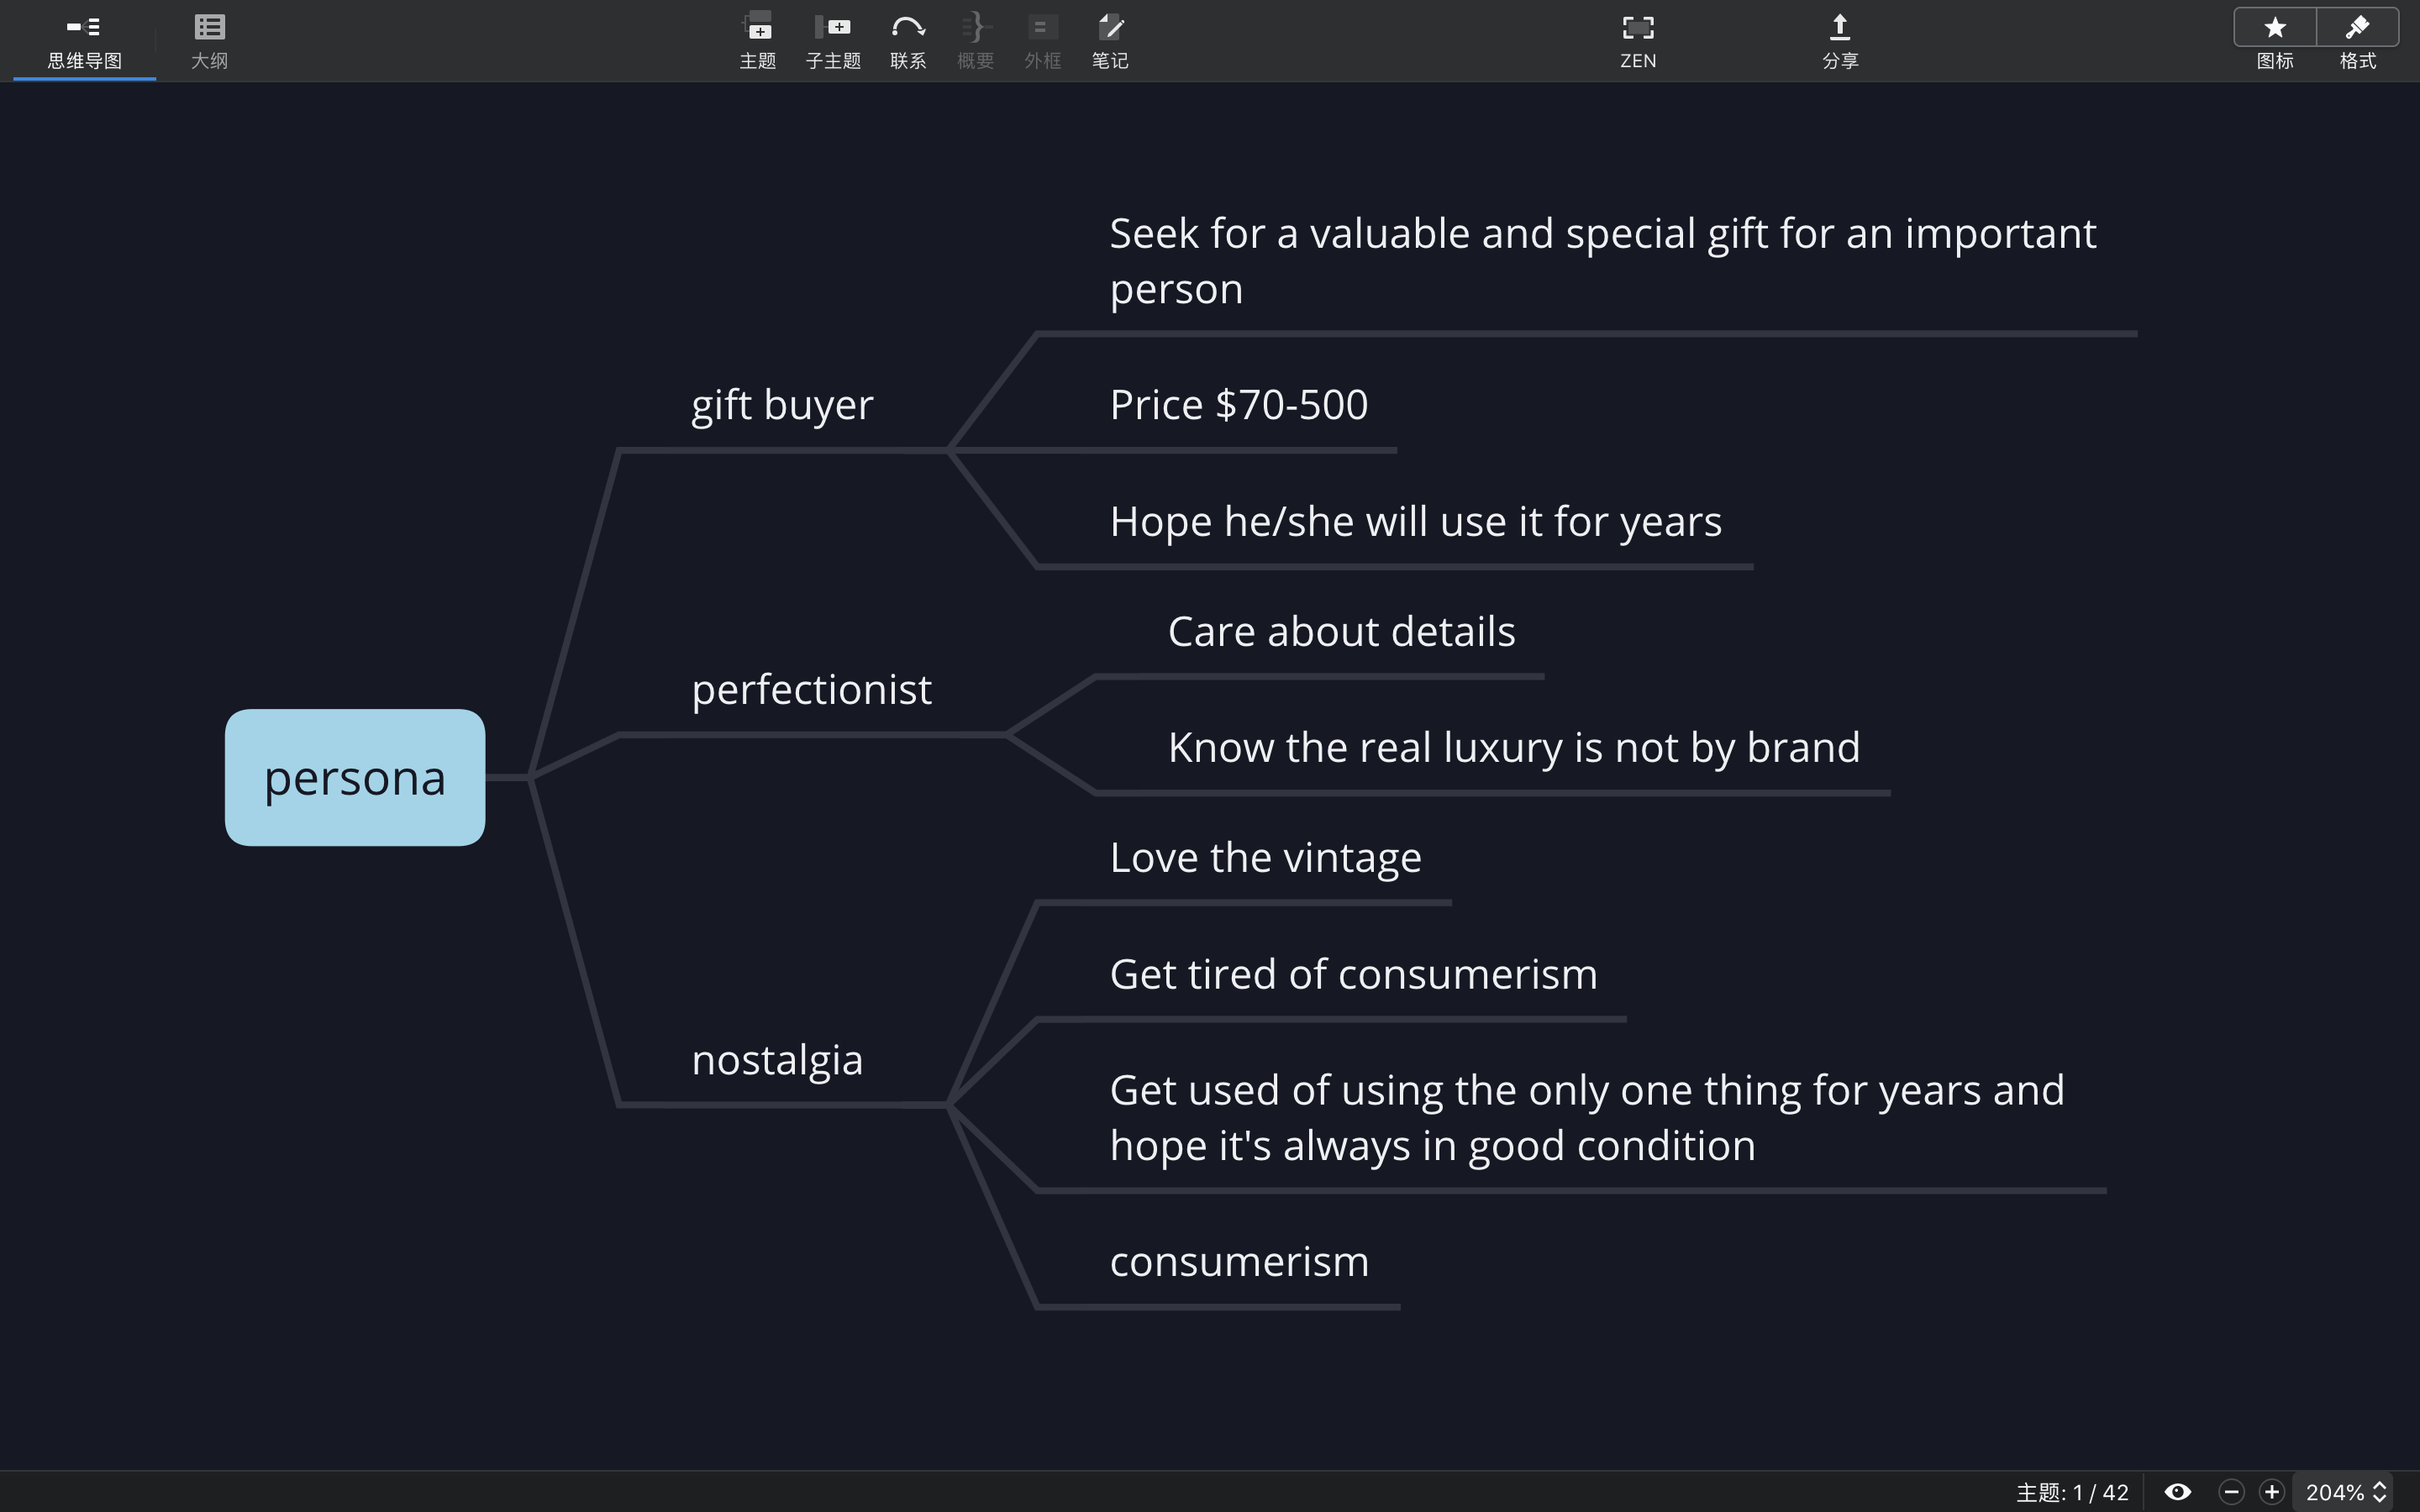 思维导图
大纲
主题
子主题
联系
概要
外框
笔记
ZEN
分享
图标
格式
persona
gift buyer
Seek for a valuable and special gift for an important
person
Price $70-500
Hope he/she will use it for years
perfectionist
Care about details
Know the real luxury is not by brand
nostalgia
Love the vintage
Get tired of consumerism
Get used of using the only one thing for years and
hope it's always in good condition
consumerism
主题: 1 / 42
204%